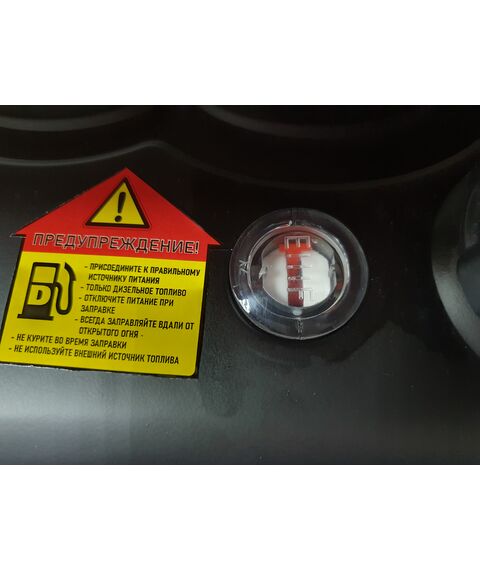 ПРЕДУПРЕЖДЕНИЕ!
- ПРИСОЕДИНИТЕ К ПРАВИЛЬНОМУ
ИСТОЧНИКУ ПИТАНИЯ
- ТОЛЬКО ДИЗЕЛЬНОЕ ТОПЛИВО
- ОТКЛЮЧИТЕ ПИТАНИЕ ПРИ
ЗАПРАВКЕ
- ВСЕГДА ЗАПРАВЛЯЙТЕ ВДАЛИ ОТ
ОТКРЫТОГО ОГНЯ -
- НЕ КУРИТЕ ВО ВРЕМЯ ЗАПРАВКИ
- НЕ ИСПОЛЬЗУЙТЕ ВНЕШНИЙ ИСТОЧНИК ТОПЛИВА
D
E
F